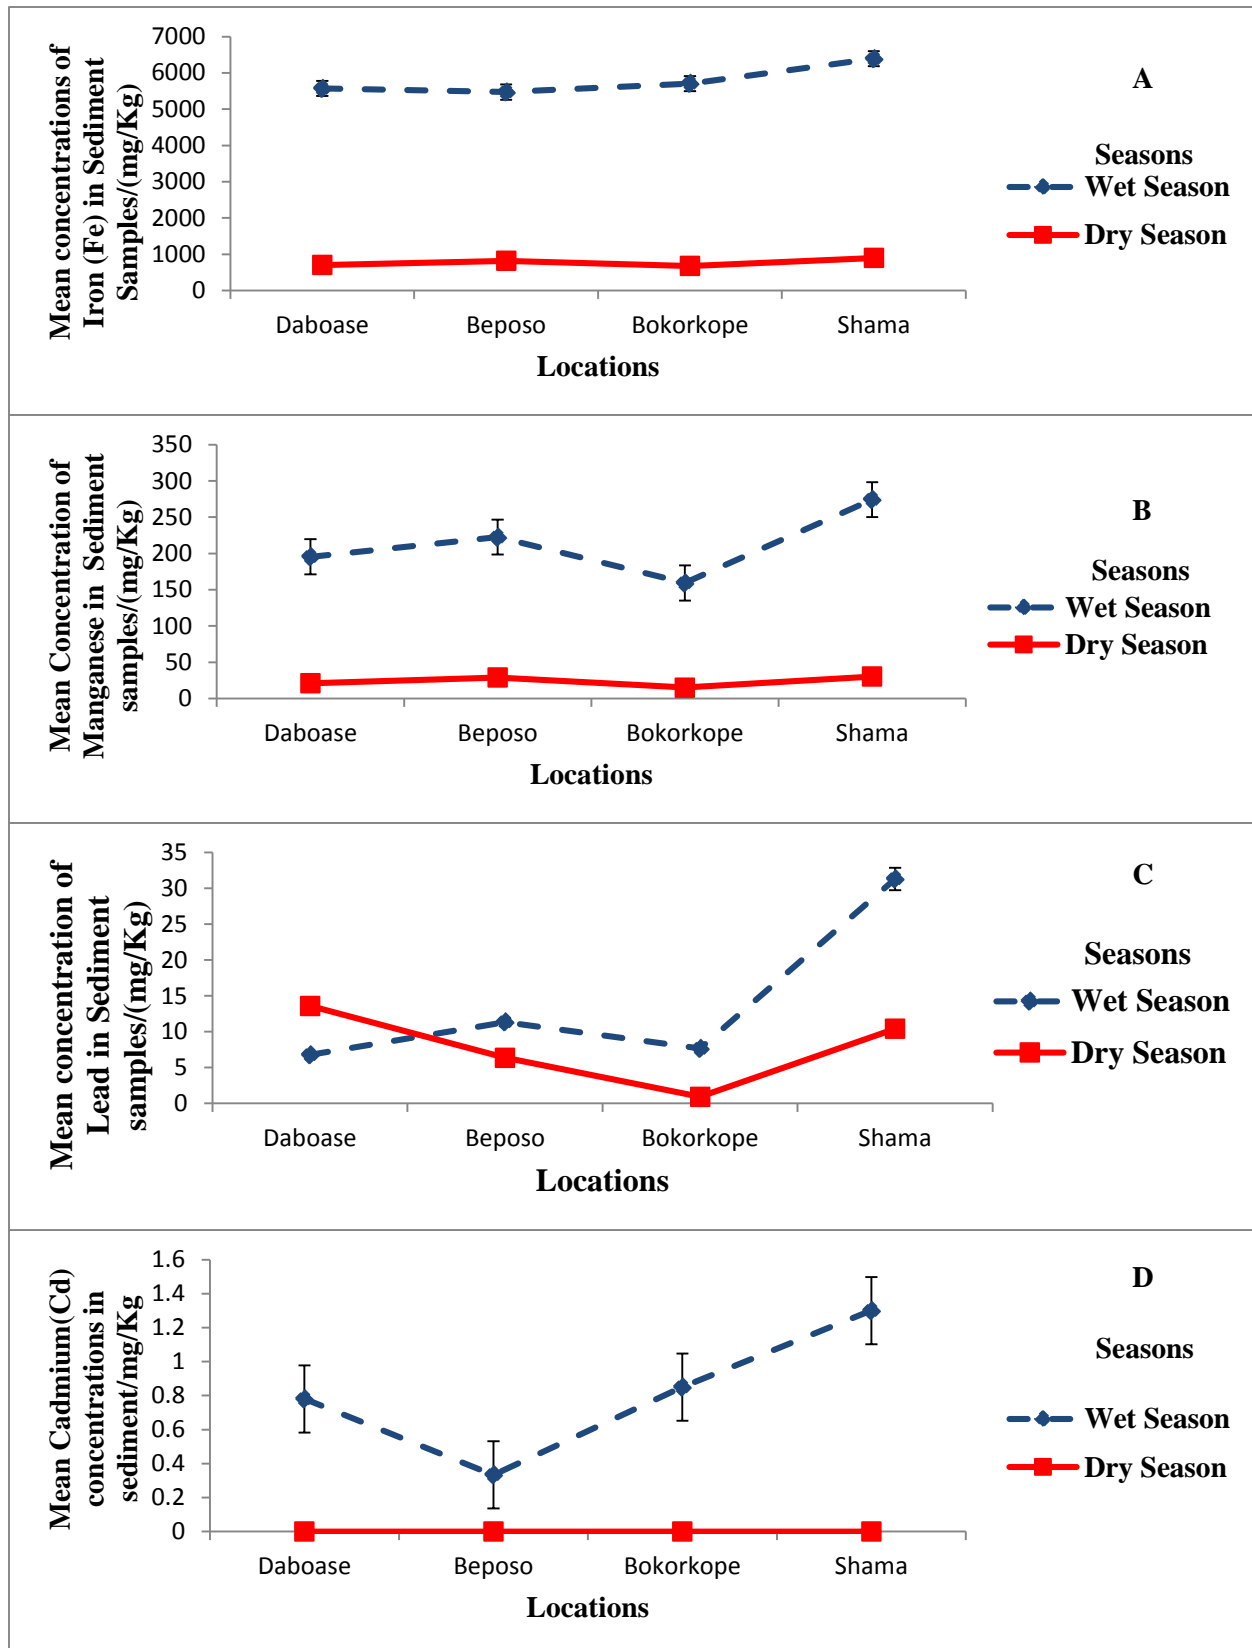 Mean concentrations of
Iron (Fe) in Sediment
Samples/(mg/Kg)
7000
6000
5000
4000
3000
2000
1000
0
Daboase Beposo Bokorkope Shama
Locations
A
Seasons
Wet Season
Dry Season
Mean Concentration of
Manganese in Sediment
samples/(mg/Kg)
350
300
250
200
150
100
50
0
Daboase Beposo Bokorkope Shama
Locations
B
Seasons
Wet Season
Dry Season
Mean concentration of
Lead in Sediment
samples/(mg/Kg)
35
30
25
20
15
10
5
0
Daboase Beposo Bokorkope Shama
Locations
C
Seasons
Wet Season
Dry Season
Mean Cadmium(Cd)
concentrations in
sediment/mg/Kg
1.6
1.4
1.2
1
0.8
0.6
0.4
0.2
0
Daboase Beposo Bokorkope Shama
Locations
D
Seasons
Wet Season
Dry Season